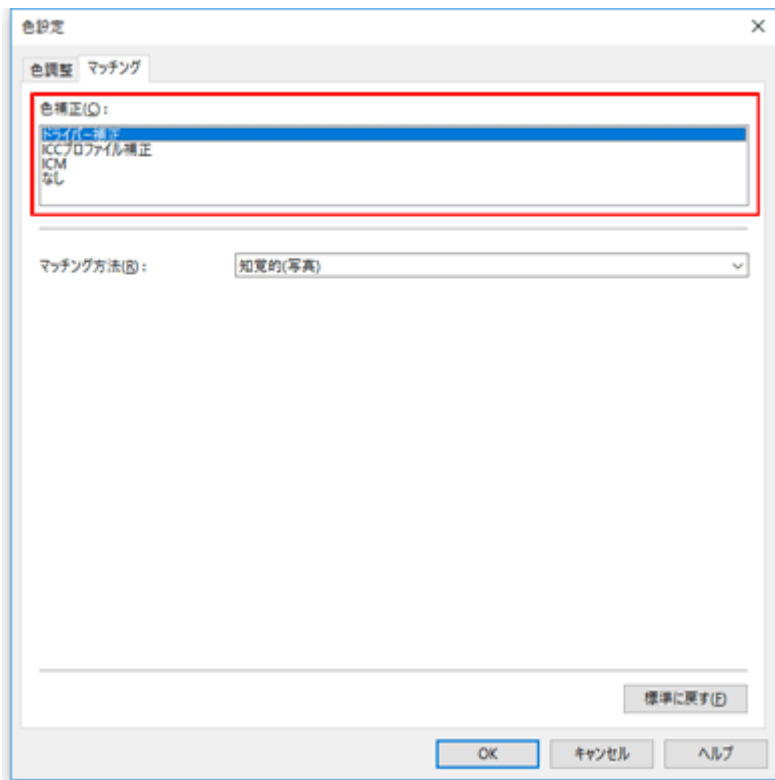 色設定
色調整 マッチング
色補正(C):
ドライバー補正
ICCプロファイル補正
ICM
なし
マッチング方法(R): 知覚的(写真)
標準に戻す(F)
OK キャンセル ヘルプ